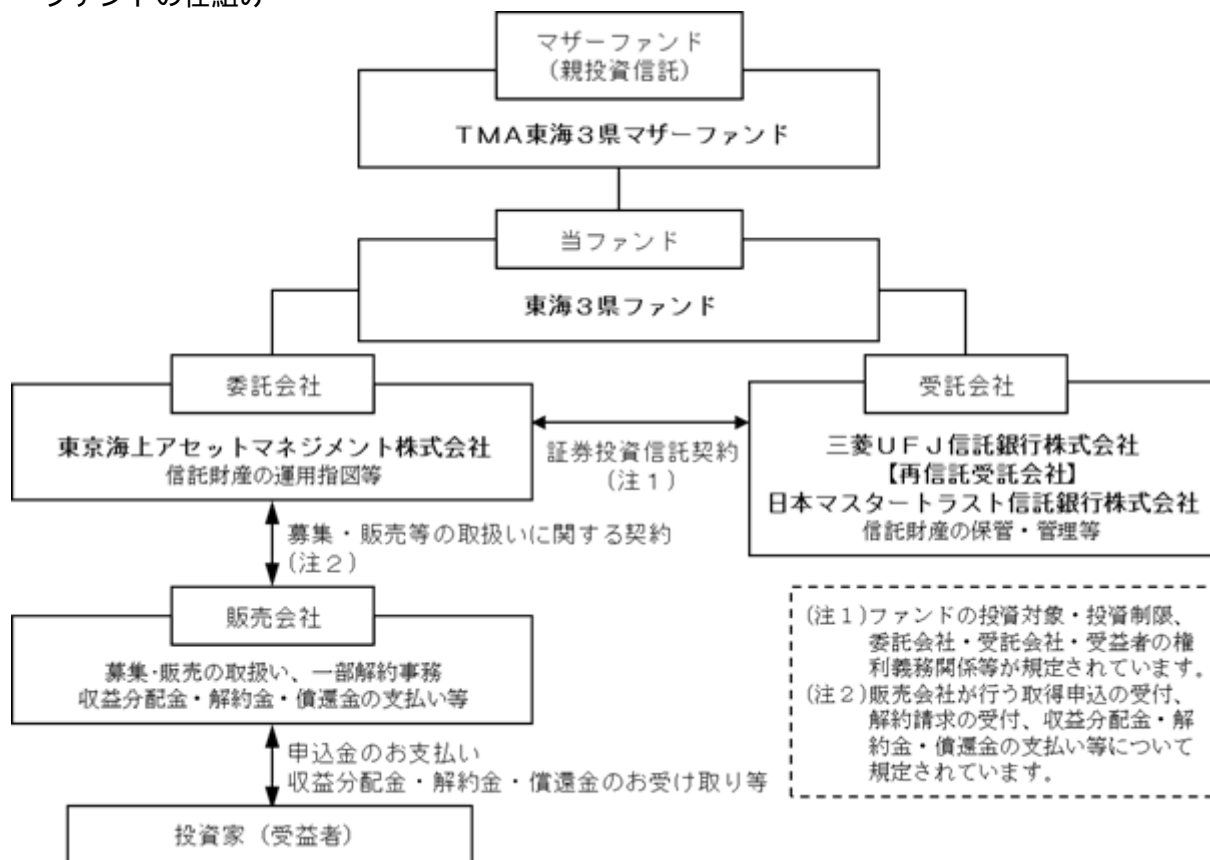 ファンドの仕組み
マザーファンド
（親投資信託）
ＴＭＡ東海３県マザーファンド
当ファンド
東海３県ファンド
委託会社
東京海上アセットマネジメント株式会社
信託財産の運用指図等
証券投資信託契約
（注１）
受託会社
三菱ＵＦＪ信託銀行株式会社
【再信託受託会社】
日本マスタートラスト信託銀行株式会社
信託財産の保管・管理等
募集・販売等の取扱いに関する契約
（注２）
販売会社
募集・販売の取扱い、一部解約事務
収益分配金・解約金・償還金の支払い等
申込金のお支払い
収益分配金・解約金・償還金のお受け取り等
投資家（受益者）
(注１)ファンドの投資対象・投資制限、
委託会社・受託会社・受益者の権
利義務関係等が規定されています。
(注２)販売会社が行う取得申込の受付、
解約請求の受付、収益分配金・解
約金・償還金の支払い等について
規定されています。